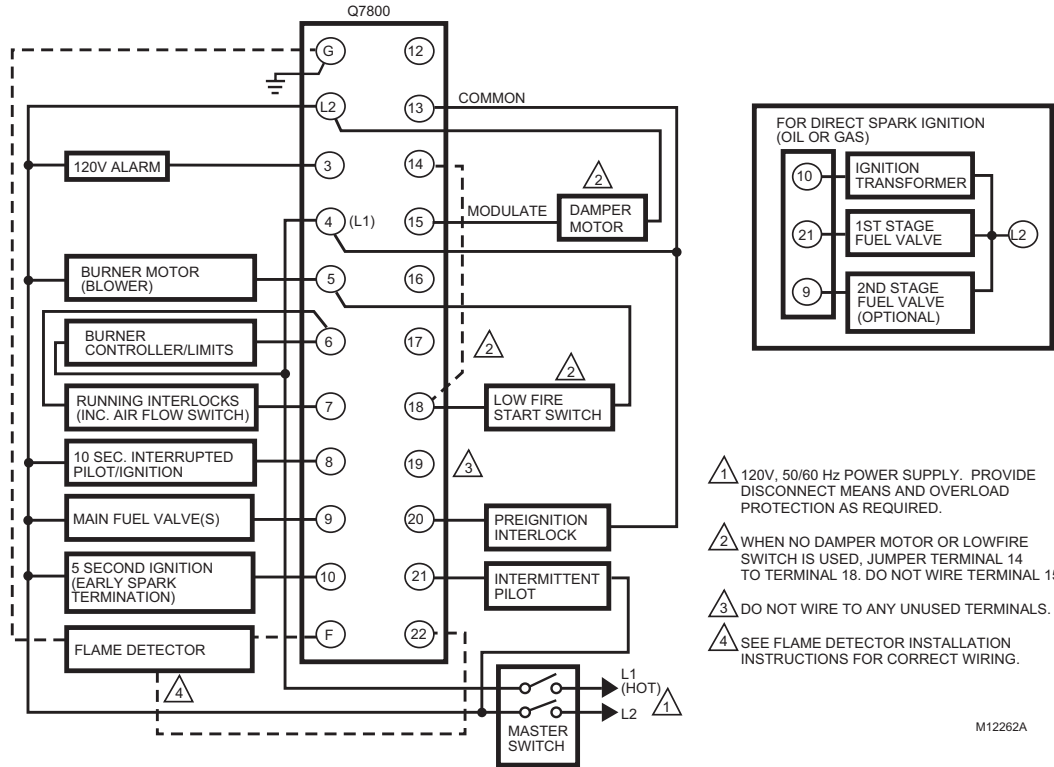 Q7800
G
12
L2
13
COMMON
120V ALARM
3
14
2
4
(L1)
15
MODULATE
DAMPER
MOTOR
BURNER MOTOR
(BLOWER)
5
16
BURNER
CONTROLLER/LIMITS
6
17
2
2
RUNNING INTERLOCKS
(INC. AIR FLOW SWITCH)
7
18
LOW FIRE
START SWITCH
10 SEC. INTERRUPTED
PILOT/IGNITION
8
19
3
MAIN FUEL VALVE(S)
9
20
PREIGNITION
INTERLOCK
5 SECOND IGNITION
(EARLY SPARK
TERMINATION)
10
21
INTERMITTENT
PILOT
FLAME DETECTOR
F
22
4
L1
(HOT)
L2
1
MASTER
SWITCH
FOR DIRECT SPARK IGNITION
(OIL OR GAS)
10
IGNITION
TRANSFORMER
21
1ST STAGE
FUEL VALVE
L2
9
2ND STAGE
FUEL VALVE
(OPTIONAL)
1 120V, 50/60 Hz POWER SUPPLY. PROVIDE
DISCONNECT MEANS AND OVERLOAD
PROTECTION AS REQUIRED.
2 WHEN NO DAMPER MOTOR OR LOWFIRE
SWITCH IS USED, JUMPER TERMINAL 14
TO TERMINAL 18. DO NOT WIRE TERMINAL 15
3 DO NOT WIRE TO ANY UNUSED TERMINALS.
4 SEE FLAME DETECTOR INSTALLATION
INSTRUCTIONS FOR CORRECT WIRING.
M12262A